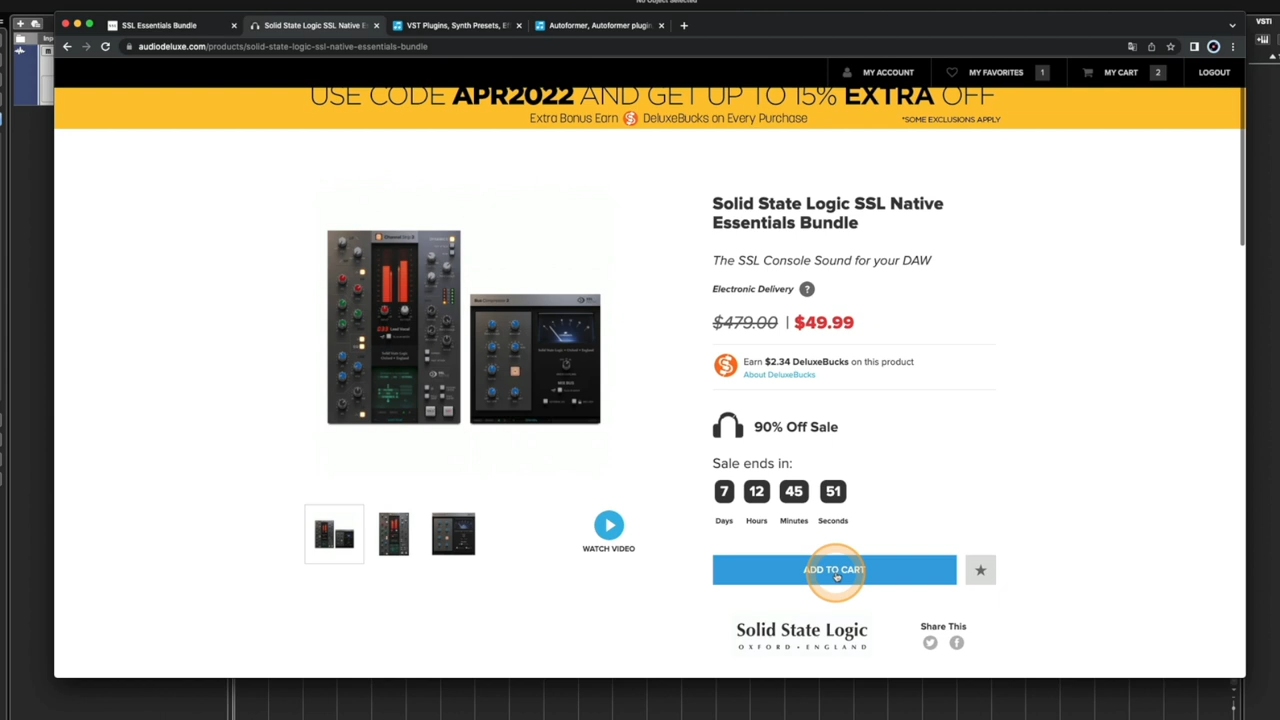 No Object Selected
Inp
VSTi
SSL Essentials Bundle
Solid State Logic SSL Native E
VST Plugins, Synth Presets, Ef
Autoformer, Autoformer plugin
audiodeluxe.com/products/solid-state-logic-ssl-native-essentials-bundle
MY ACCOUNT
MY FAVORITES 1
MY CART 2
LOGOUT
USE CODE APR2022 AND GET UP TO 15% EXTRA OFF
Extra Bonus Earn DeluxeBucks on Every Purchase
*SOME EXCLUSIONS APPLY
Solid State Logic SSL Native
Essentials Bundle
The SSL Console Sound for your DAW
Electronic Delivery ?
$479.00 | $49.99
Earn $2.34 DeluxeBucks on this product
About DeluxeBucks
90% Off Sale
Sale ends in:
7 12 45 51
Days Hours Minutes Seconds
WATCH VIDEO
ADD TO CART
Solid State Logic
OXFORD • ENGLAND
Share This